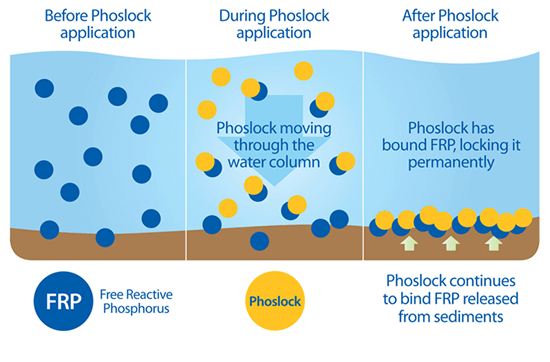 Before Phoslock
application
During Phoslock
application
After Phoslock
application
Phoslock moving
through the
water column
Phoslock has
bound FRP, locking it
permanently
FRP
Free Reactive
Phosphorus
Phoslock
Phoslock continues
to bind FRP released
from sediments